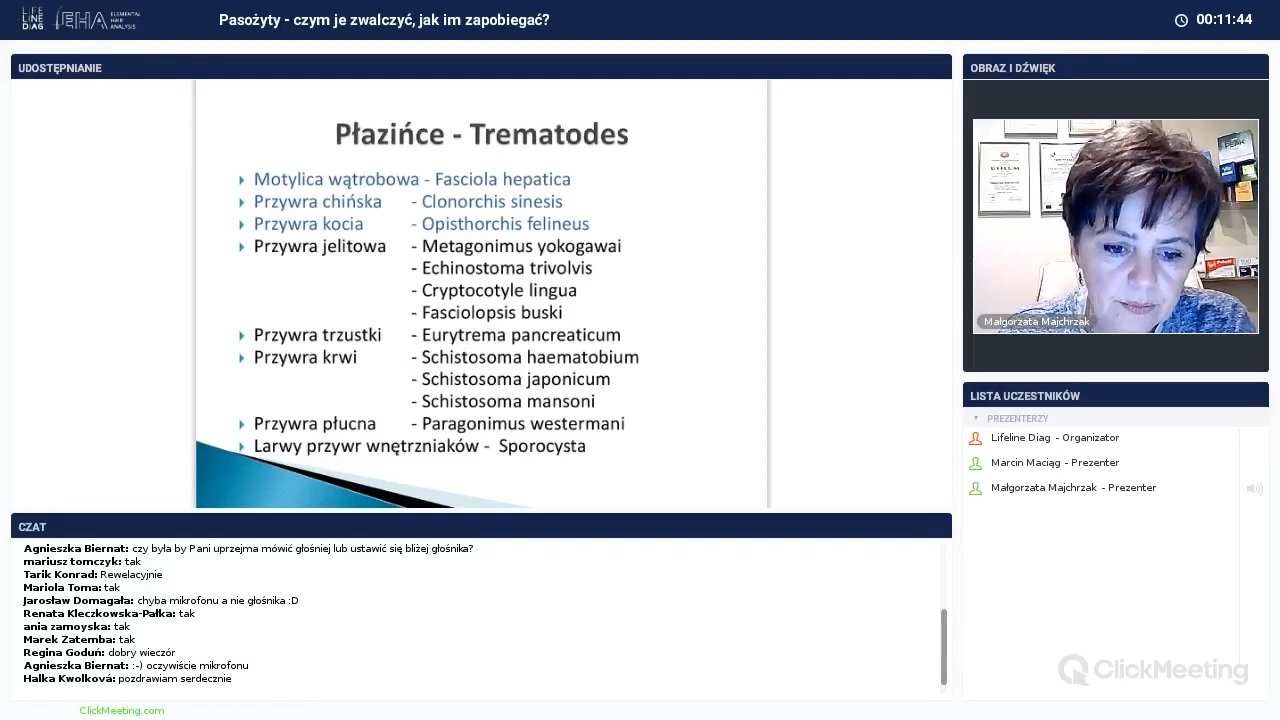 LIFE
LINE
DIAG
EHA ELEMENTAL
HAIR
ANALYSIS
Pasożyty - czym je zwalczyć, jak im zapobiegać?
00:11:44
UDOSTĘPNIANIE
Płazińce - Trematodes
Motylica wątrobowa - Fasciola hepatica
Przywra chińska - Clonorchis sinesis
Przywra kocia - Opisthorchis felineus
Przywra jelitowa - Metagonimus yokogawai
- Echinostoma trivolvis
- Cryptocotyle lingua
- Fasciolopsis buski
Przywra trzustki - Eurytrema pancreaticum
Przywra krwi - Schistosoma haematobium
- Schistosoma japonicum
- Schistosoma mansoni
Przywra płucna - Paragonimus westermani
Larwy przywr wnętrzniaków - Sporocysta
OBRAZ I DŹWIĘK
Małgorzata Majchrzak
LISTA UCZESTNIKÓW
PREZENTERZY
Lifeline Diag - Organizator
Marcin Maciąg - Prezenter
Małgorzata Majchrzak - Prezenter
CZAT
Agnieszka Biernat: czy była by Pani uprzejma mówić głośniej lub ustawić się bliżej głośnika?
mariusz tomczyk: tak
Tarik Konrad: Rewelacyjnie
Mariola Toma: tak
Jarosław Domagała: chyba mikrofonu a nie głośnika :D
Renata Kleczkowska-Pałka: tak
ania zamoyska: tak
Marek Zatemba: tak
Regina Goduń: dobry wieczór
Agnieszka Biernat: :-) oczywiście mikrofonu
Halka Kwolková: pozdrawiam serdecznie
ClickMeeting
ClickMeeting.com